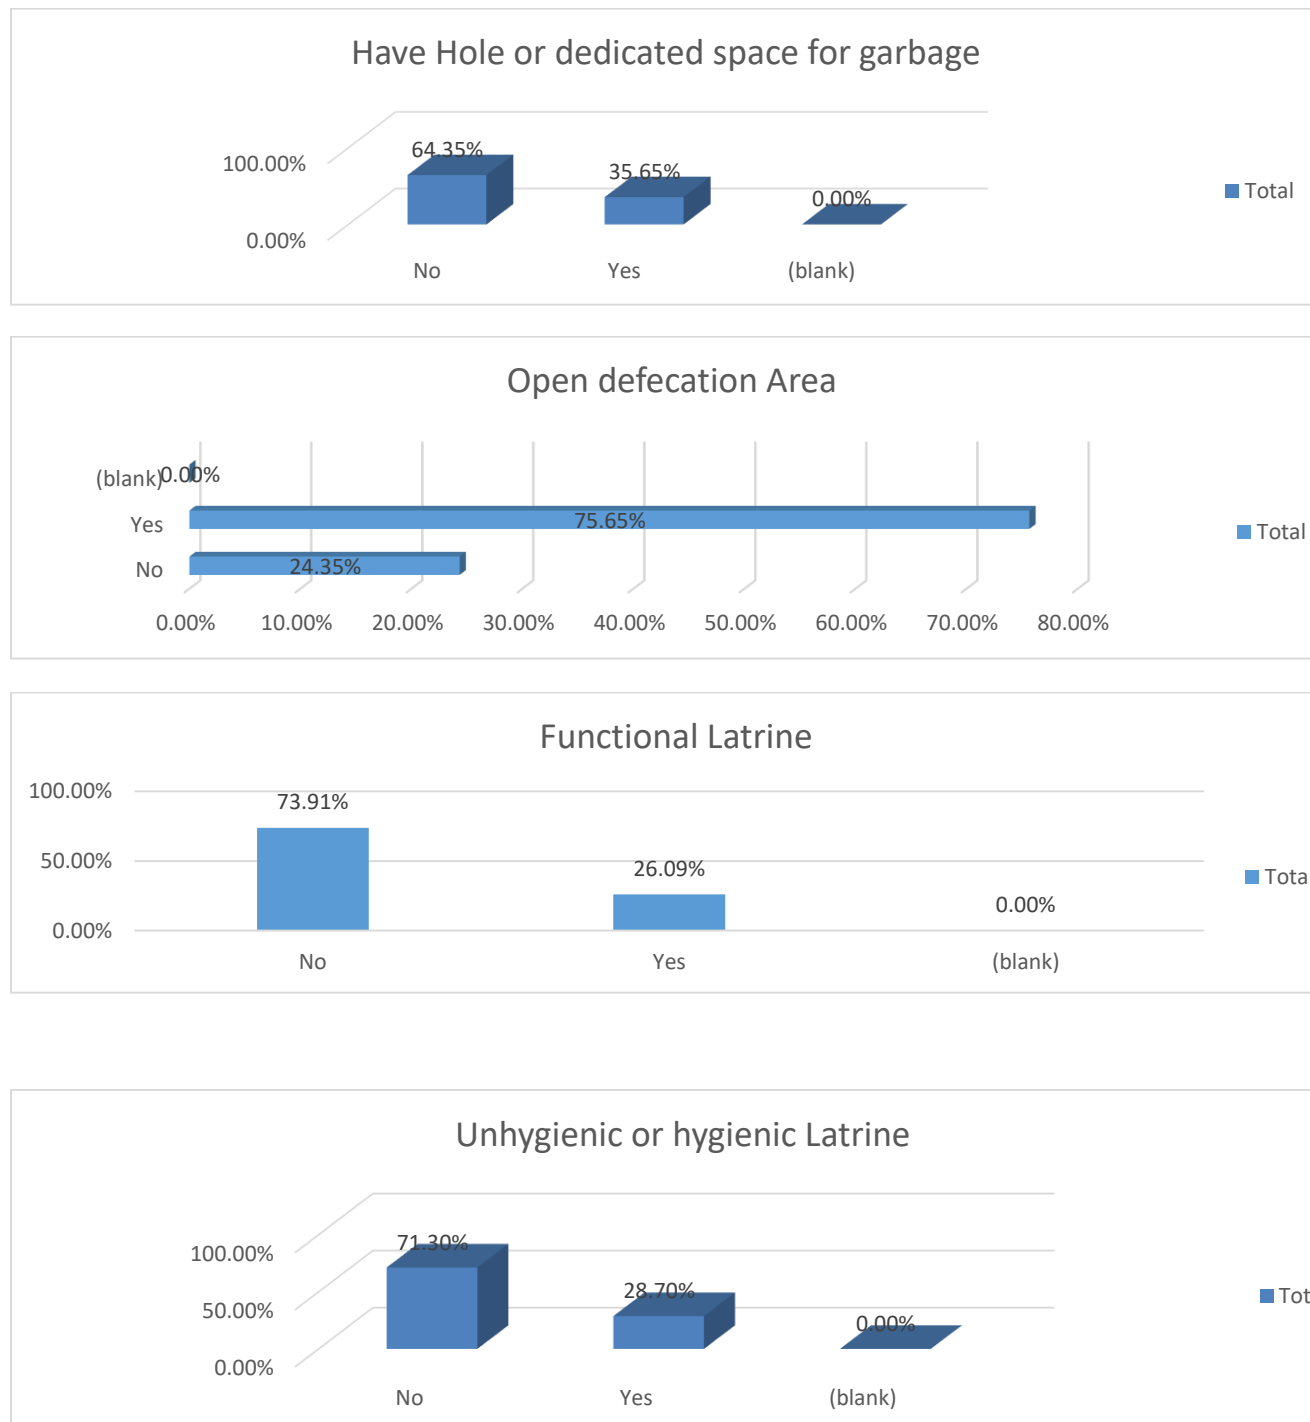 Have Hole or dedicated space for garbage
100.00%
0.00%
64.35%
35.65%
0.00%
No
Yes
(blank)
Total
Open defecation Area
(blank)
0.00%
Yes
75.65%
No
24.35%
0.00% 10.00% 20.00% 30.00% 40.00% 50.00% 60.00% 70.00% 80.00%
Total
Functional Latrine
100.00%
50.00%
0.00%
73.91%
26.09%
0.00%
No
Yes
(blank)
Tota
Unhygienic or hygienic Latrine
100.00%
50.00%
0.00%
71.30%
28.70%
0.00%
No
Yes
(blank)
Tot